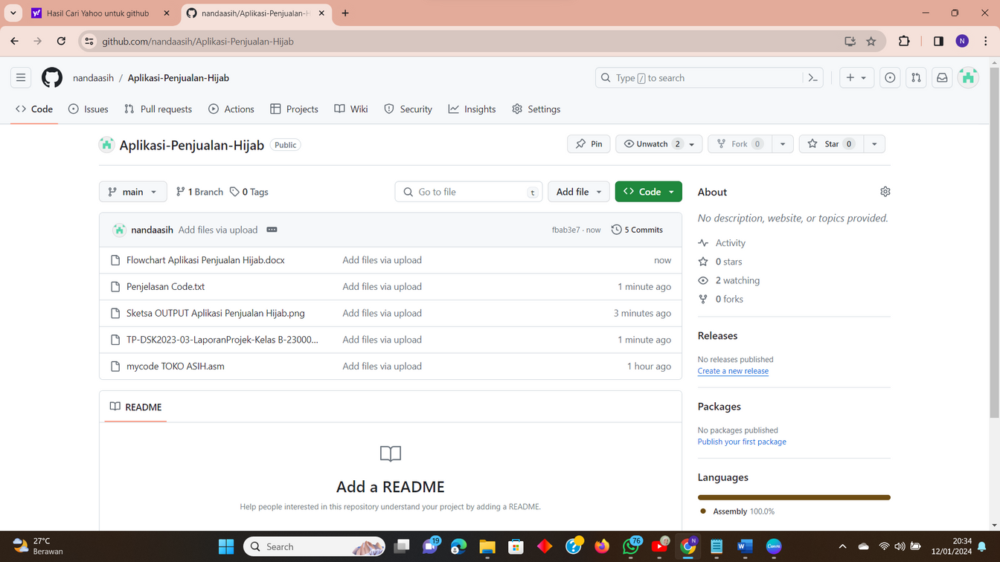 Hasil Cari Yahoo untuk github
nandaasih/Aplikasi-Penjualan-H
github.com/nandaasih/Aplikasi-Penjualan-Hijab
N
nandaasih / Aplikasi-Penjualan-Hijab
Type / to search
Code Issues Pull requests Actions Projects Wiki Security Insights Settings
Aplikasi-Penjualan-Hijab Public
Pin Unwatch 2 Fork 0 Star 0
main 1 Branch 0 Tags
Go to file t Add file Code
nandaasih Add files via upload fbab3e7 · now 5 Commits
Flowchart Aplikasi Penjualan Hijab.docx Add files via upload now
Penjelasan Code.txt Add files via upload 1 minute ago
Sketsa OUTPUT Aplikasi Penjualan Hijab.png Add files via upload 3 minutes ago
TP-DSK2023-03-LaporanProjek-Kelas B-23000... Add files via upload 1 minute ago
mycode TOKO ASIH.asm Add files via upload 1 hour ago
README
Add a README
Help people interested in this repository understand your project by adding a README.
About
No description, website, or topics provided.
Activity
0 stars
2 watching
0 forks
Releases
No releases published
Create a new release
Packages
No packages published
Publish your first package
Languages
Assembly 100.0%
27°C
Berawan
Search
19
76
N
20:34
12/01/2024